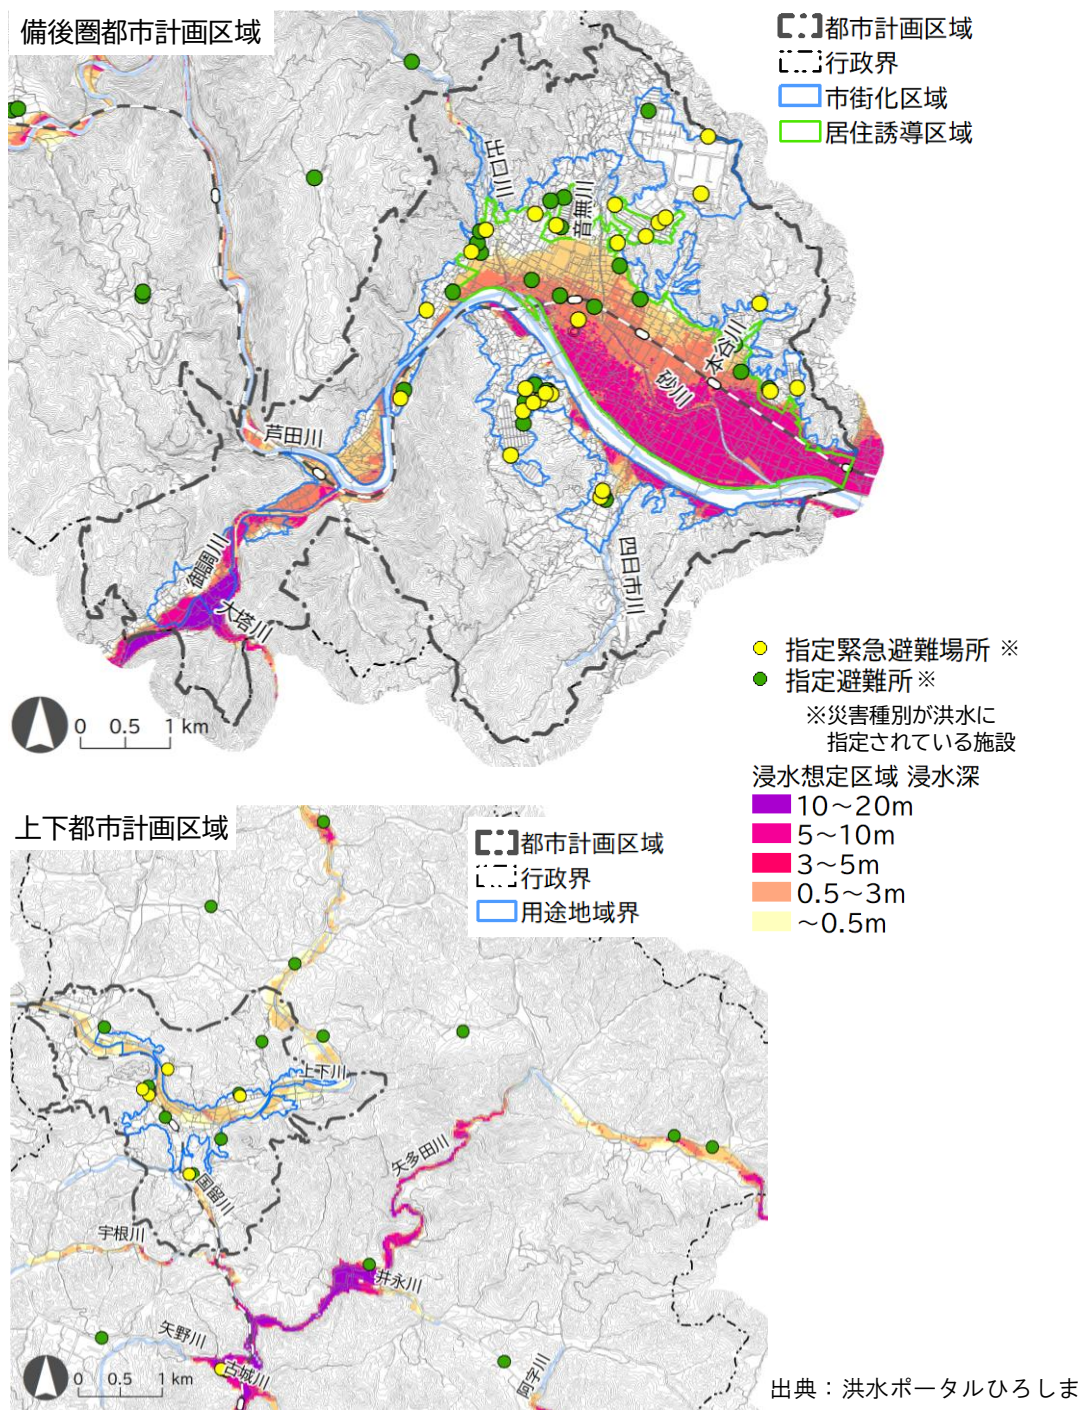 備後圏都市計画区域
都市計画区域
行政界
市街化区域
居住誘導区域
出口川
音無川
本谷川
砂川
芦田川
御調川
大塔川
四日市川
0 0.5 1 km
指定緊急避難場所 ※
指定避難所※
※災害種別が洪水に
指定されている施設
浸水想定区域 浸水深
10～20m
5～10m
3～5m
0.5～3m
～0.5m
上下都市計画区域
都市計画区域
行政界
用途地域界
上下川
矢多田川
国留川
宇根川
井永川
矢野川
古城川
阿字川
0 0.5 1 km
出典：洪水ポータルひろしま